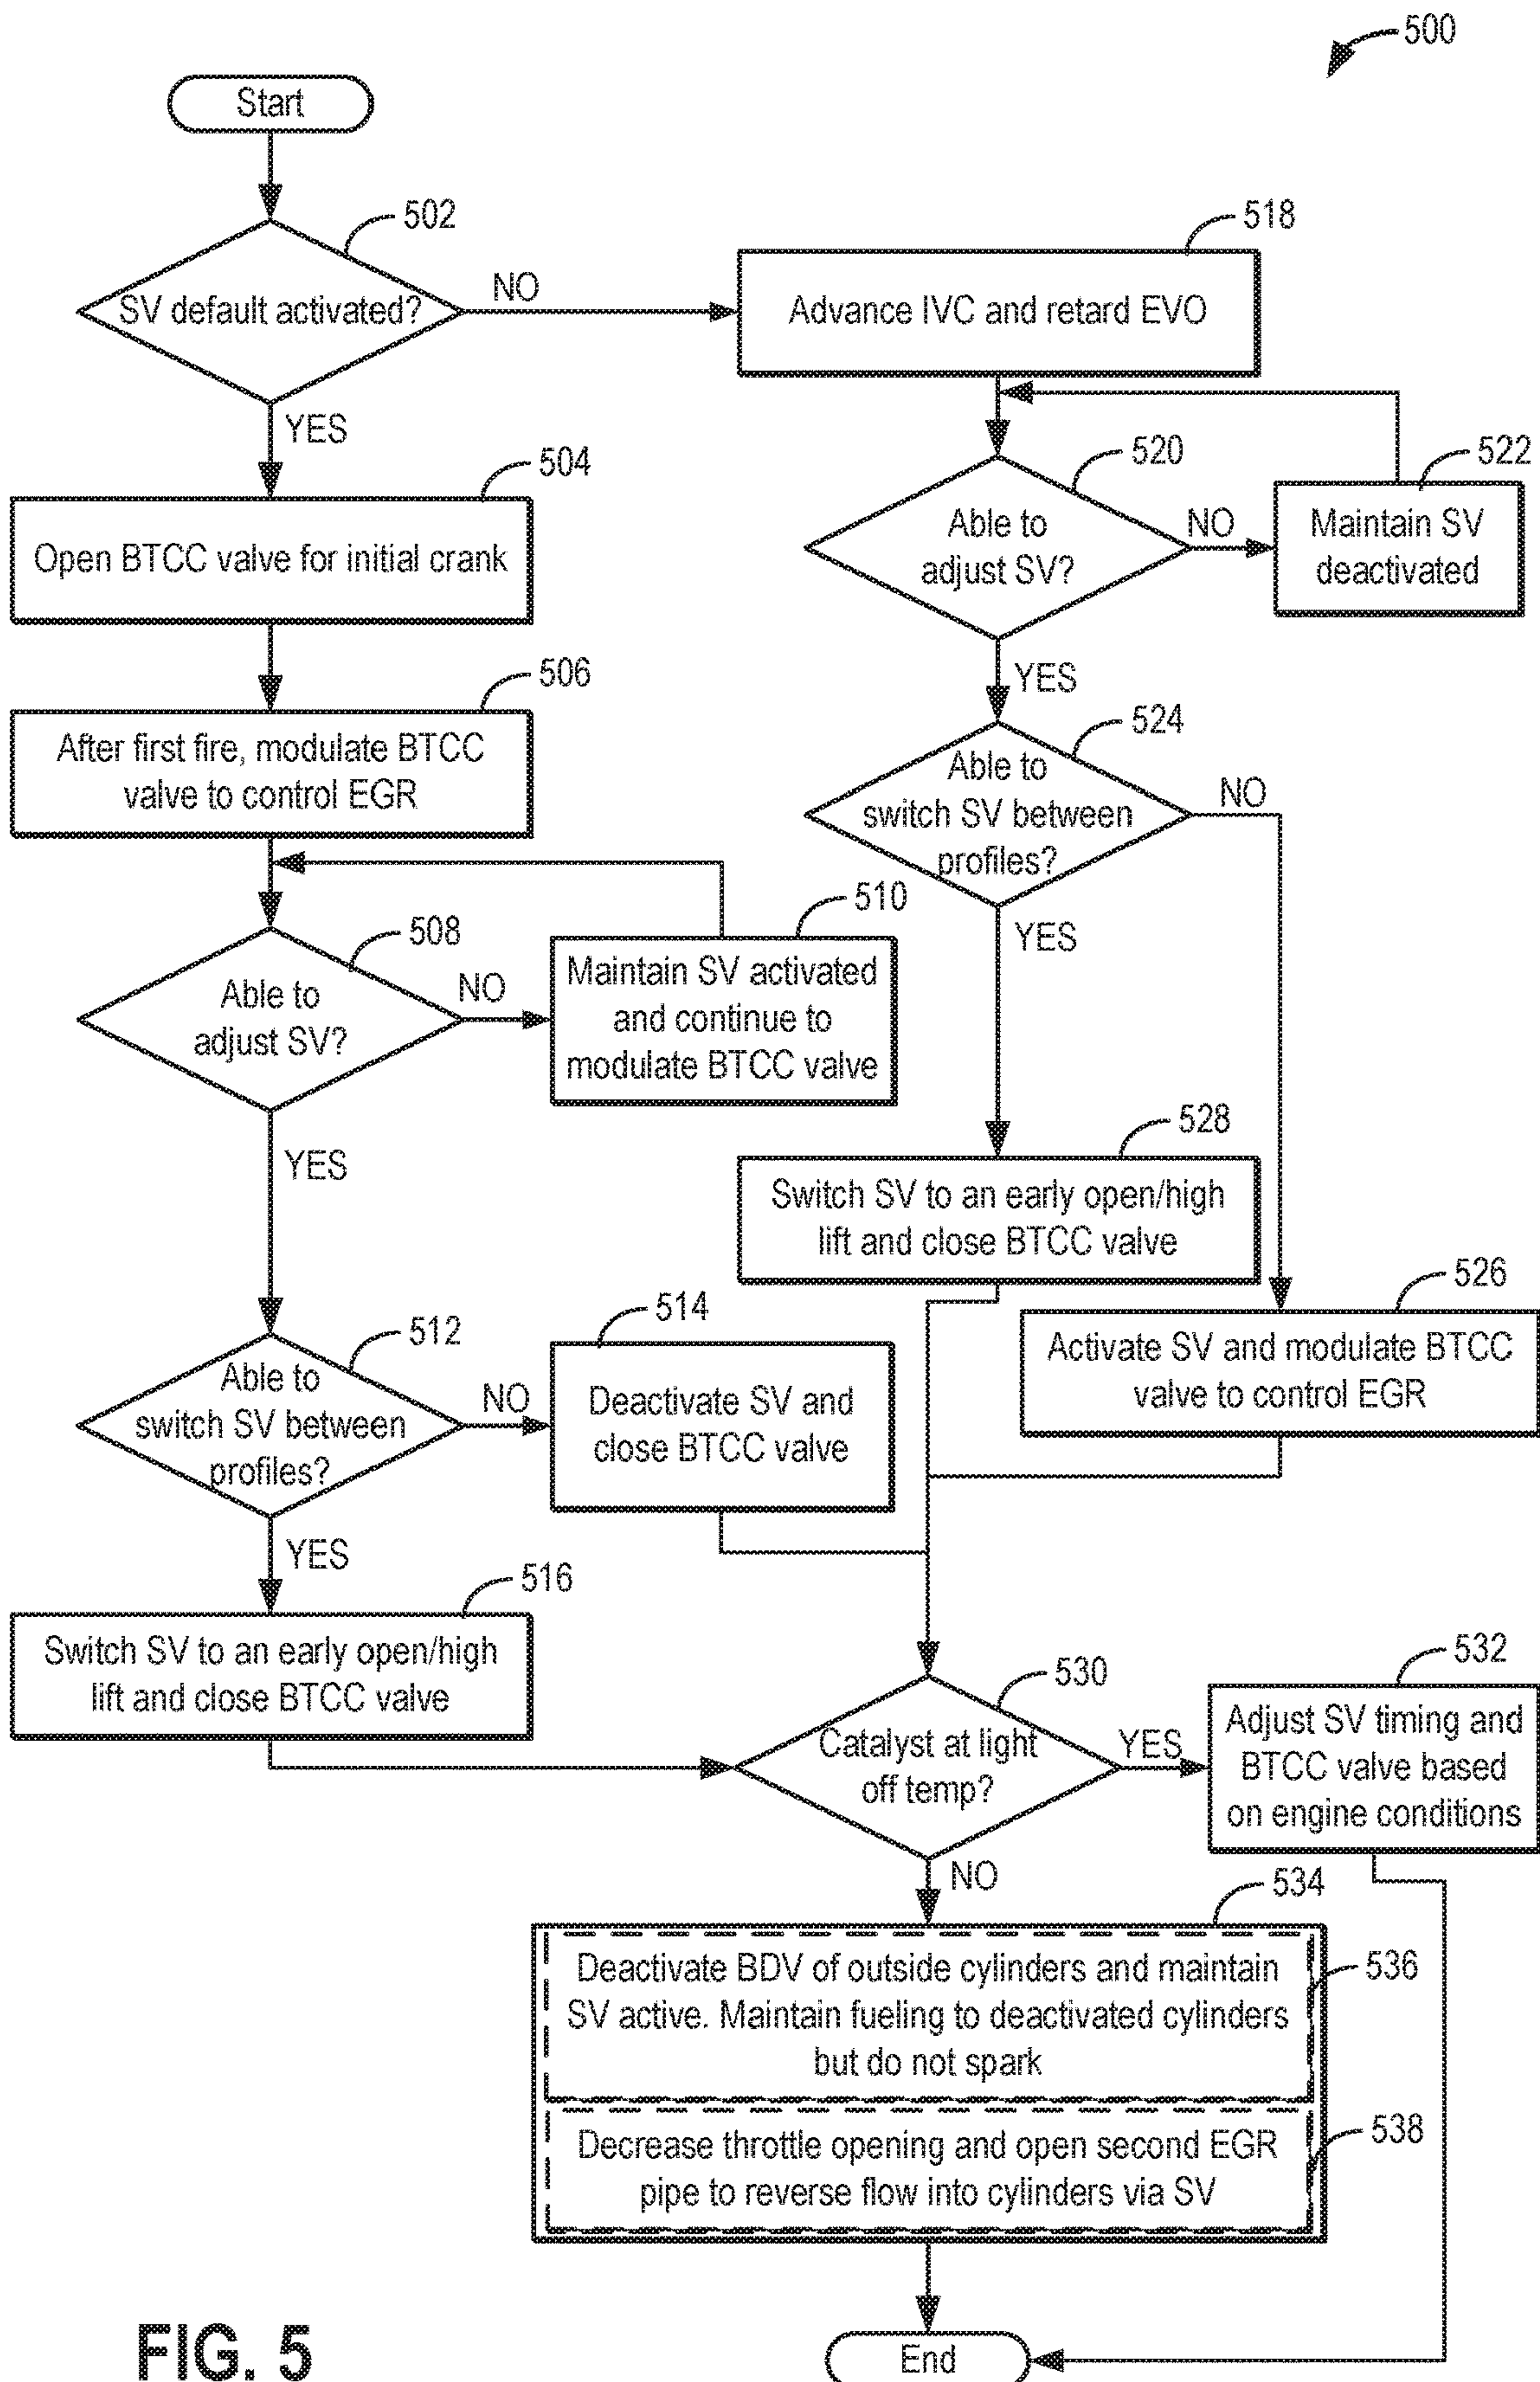 500
Start
502
SV default activated?
NO
YES
518
Advance IVC and retard EVO
504
Open BTCC valve for initial crank
506
After first fire, modulate BTCC
valve to control EGR
508
Able to
adjust SV?
NO
YES
510
Maintain SV activated
and continue to
modulate BTCC valve
512
Able to
switch SV between
profiles?
NO
YES
514
Deactivate SV and
close BTCC valve
516
Switch SV to an early open/high
lift and close BTCC valve
520
Able to
adjust SV?
NO
YES
522
Maintain SV
deactivated
524
Able to
switch SV between
profiles?
NO
YES
528
Switch SV to an early open/high
lift and close BTCC valve
526
Activate SV and modulate BTCC
valve to control EGR
530
Catalyst at light
off temp?
YES
NO
532
Adjust SV timing and
BTCC valve based
on engine conditions
534
Deactivate BDV of outside cylinders and maintain
SV active. Maintain fueling to deactivated cylinders
but do not spark
536
Decrease throttle opening and open second EGR
pipe to reverse flow into cylinders via SV
538
End
FIG. 5